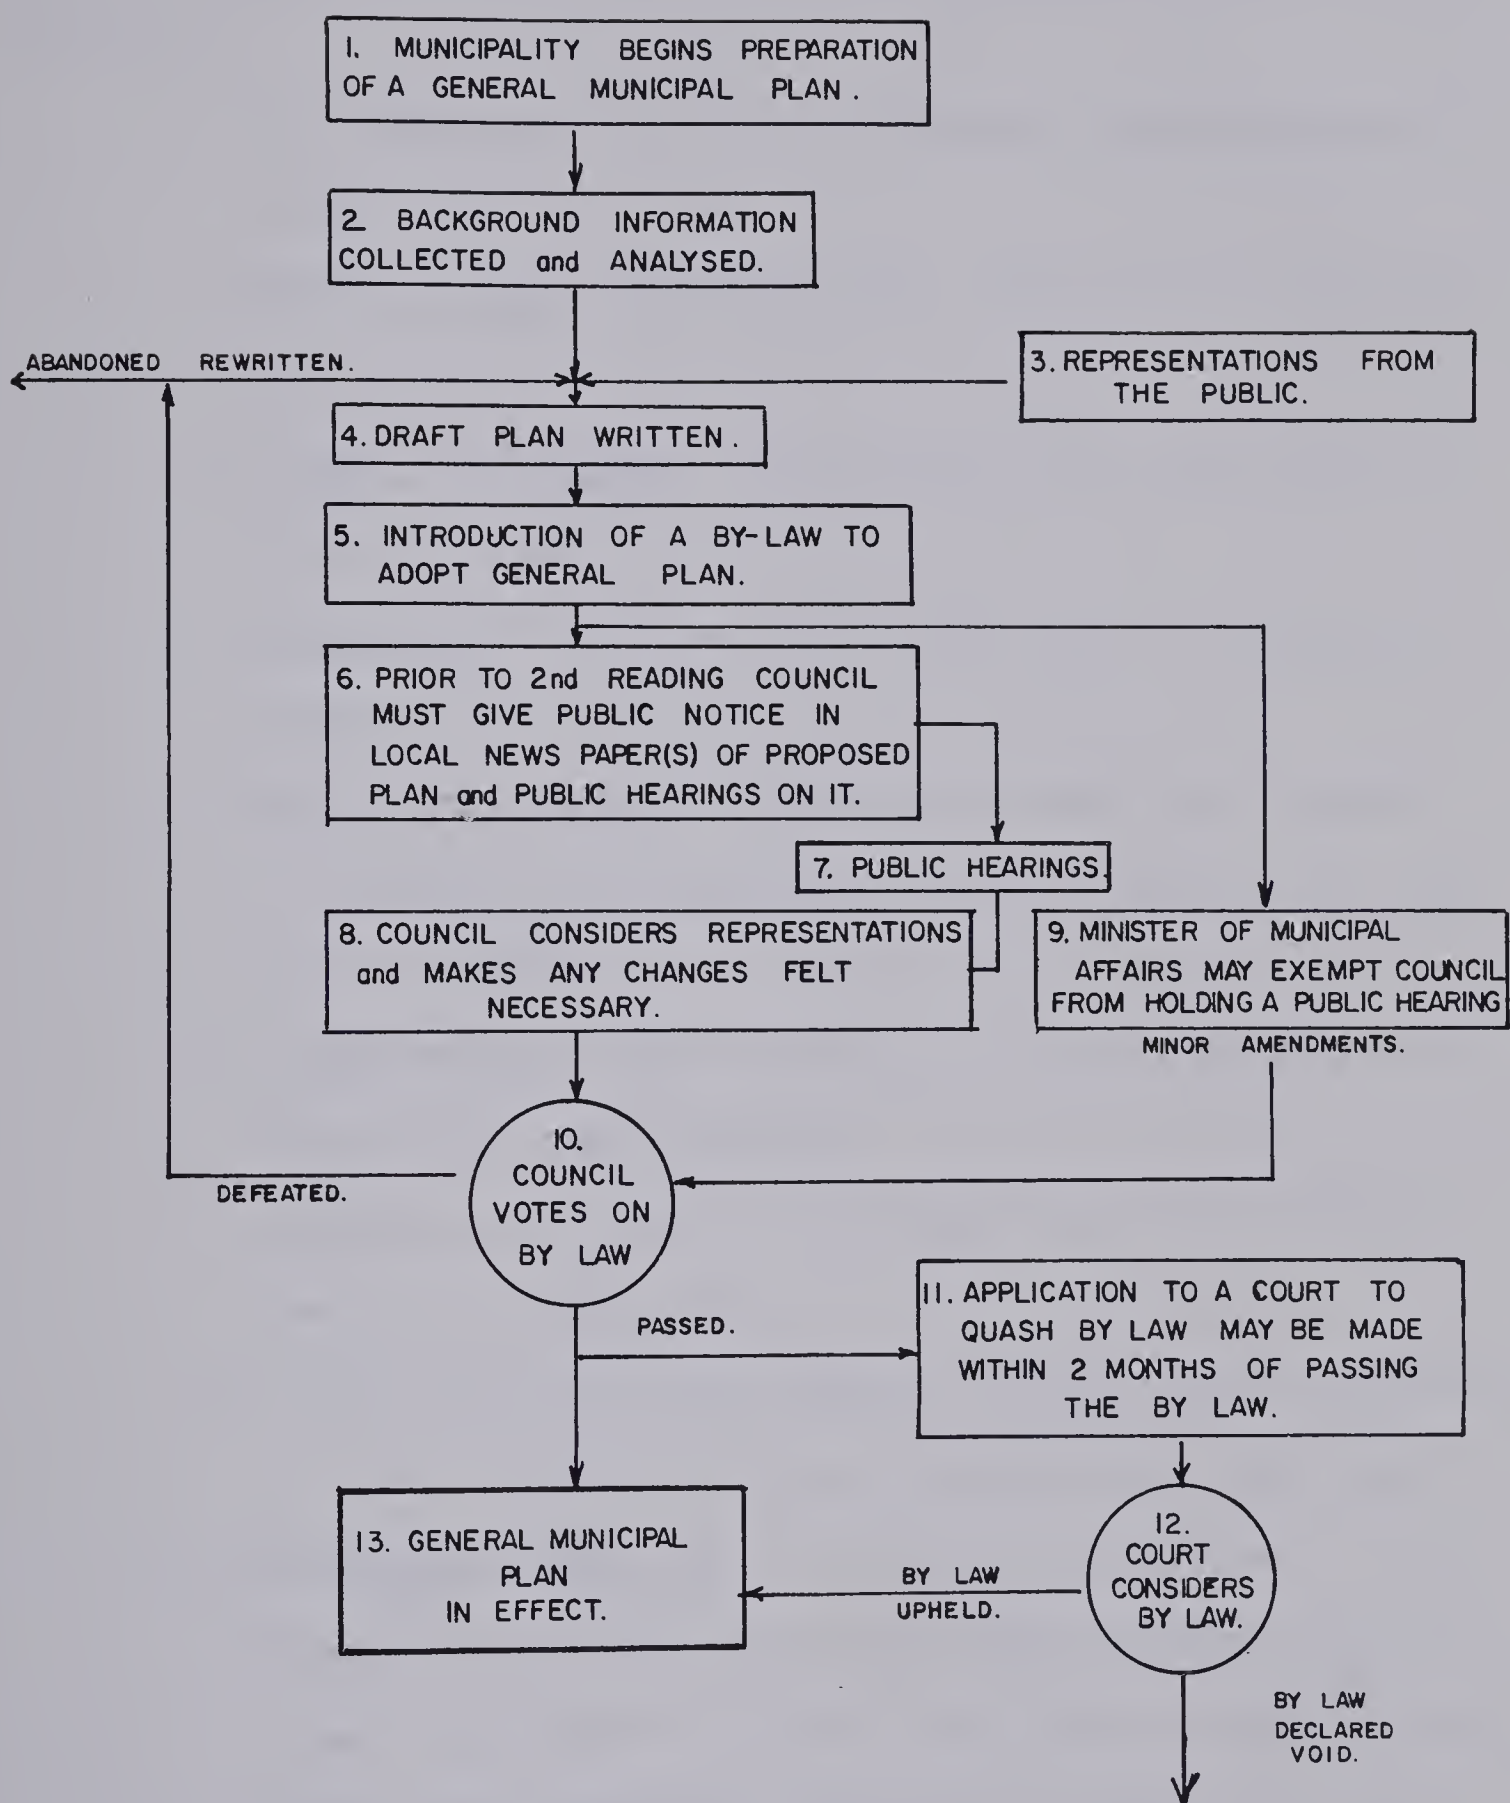 1. MUNICIPALITY BEGINS PREPARATION
OF A GENERAL MUNICIPAL PLAN.
2. BACKGROUND INFORMATION
COLLECTED and ANALYSED.
ABANDONED REWRITTEN.
3. REPRESENTATIONS FROM
THE PUBLIC.
4. DRAFT PLAN WRITTEN.
5. INTRODUCTION OF A BY-LAW TO
ADOPT GENERAL PLAN.
6. PRIOR TO 2nd READING COUNCIL
MUST GIVE PUBLIC NOTICE IN
LOCAL NEWS PAPER(S) OF PROPOSED
PLAN and PUBLIC HEARINGS ON IT.
7. PUBLIC HEARINGS.
8. COUNCIL CONSIDERS REPRESENTATIONS
and MAKES ANY CHANGES FELT
NECESSARY.
9. MINISTER OF MUNICIPAL
AFFAIRS MAY EXEMPT COUNCIL
FROM HOLDING A PUBLIC HEARING
MINOR AMENDMENTS.
10.
COUNCIL
VOTES ON
BY LAW
DEFEATED.
PASSED.
11. APPLICATION TO A COURT TO
QUASH BY LAW MAY BE MADE
WITHIN 2 MONTHS OF PASSING
THE BY LAW.
12.
COURT
CONSIDERS
BY LAW.
BY LAW
UPHELD.
13. GENERAL MUNICIPAL
PLAN
IN EFFECT.
BY LAW
DECLARED
VOID.